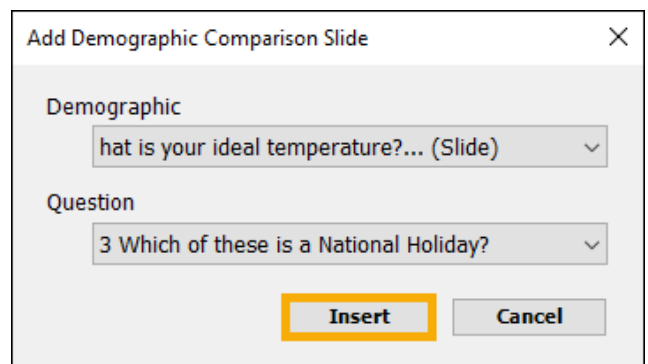 Add Demographic Comparison Slide
Demographic
hat is your ideal temperature?... (Slide)
Question
3 Which of these is a National Holiday?
Insert Cancel